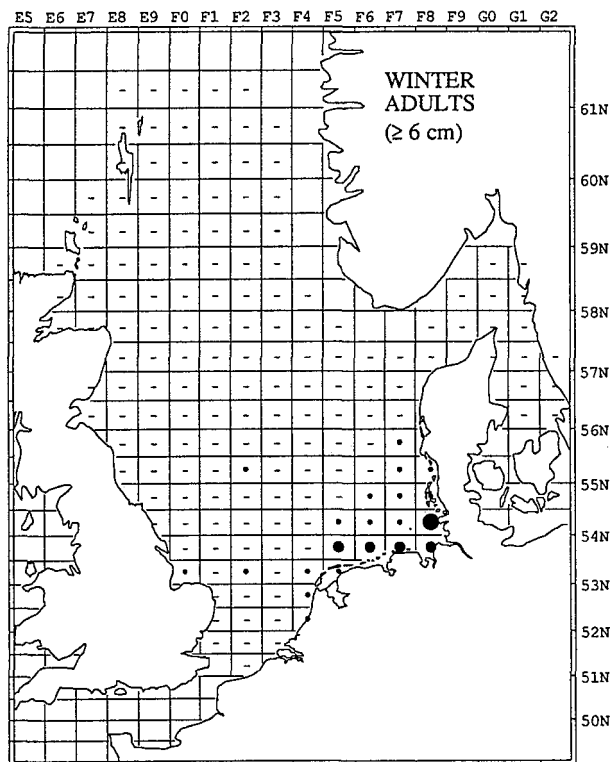 E5 E6 E7 E8 E9 F0 F1 F2 F3 F4 F5 F6 F7 F8 F9 G0 G1 G2
WINTER
ADULTS
(≥ 6 cm)
61N
60N
59N
58N
57N
56N
55N
54N
53N
52N
51N
50N